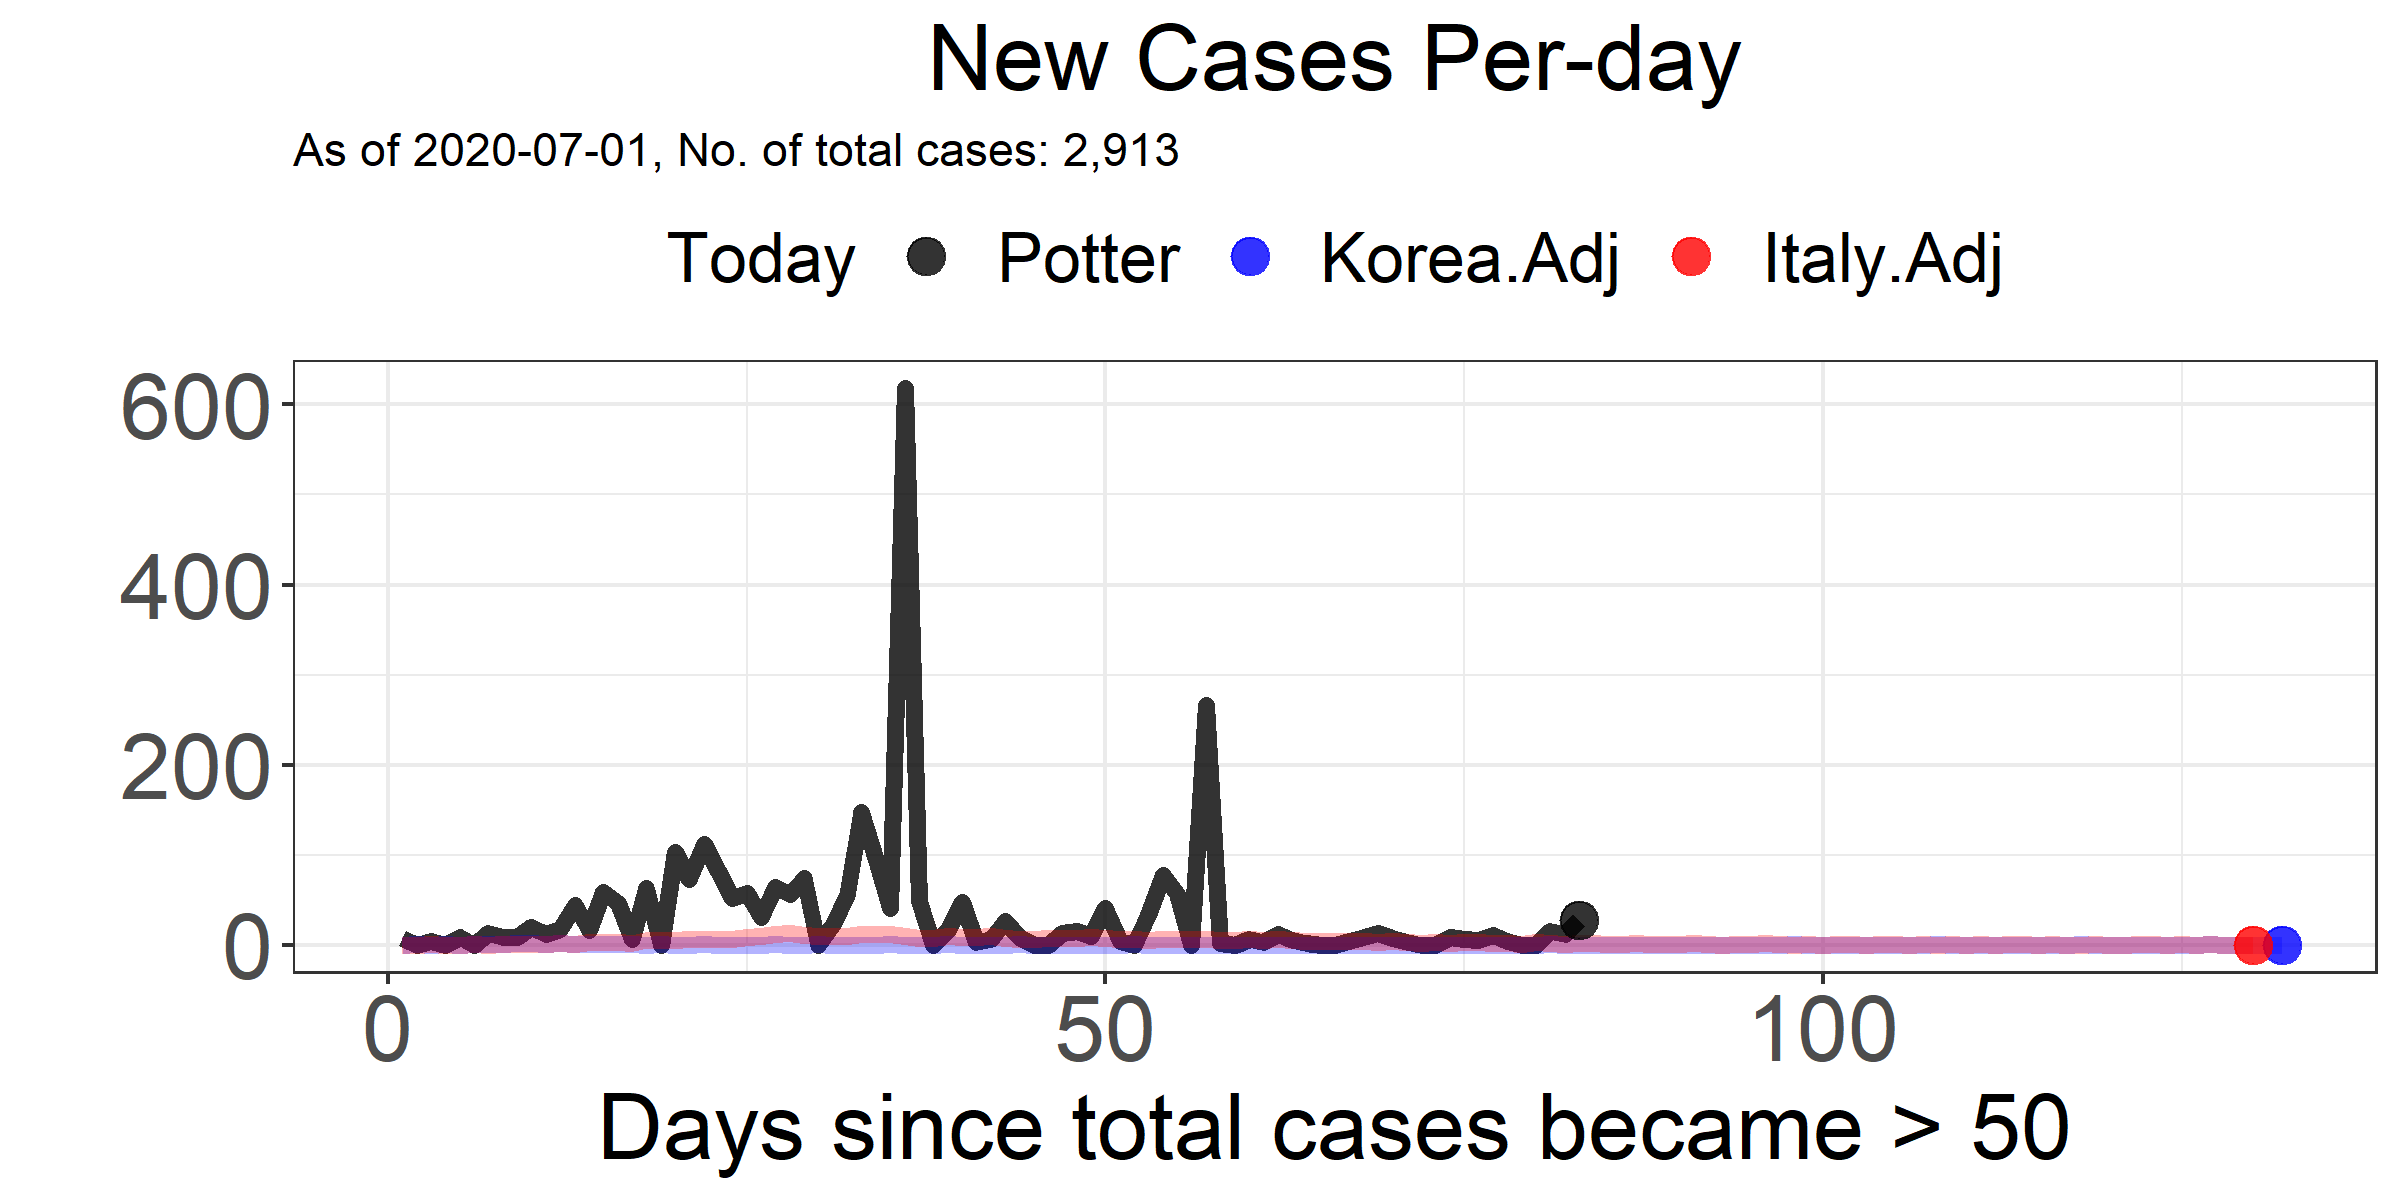 New Cases Per-day
As of 2020-07-01, No. of total cases: 2,913
Today Potter Korea.Adj Italy.Adj
600
400
200
0
0 50 100
Days since total cases became > 50